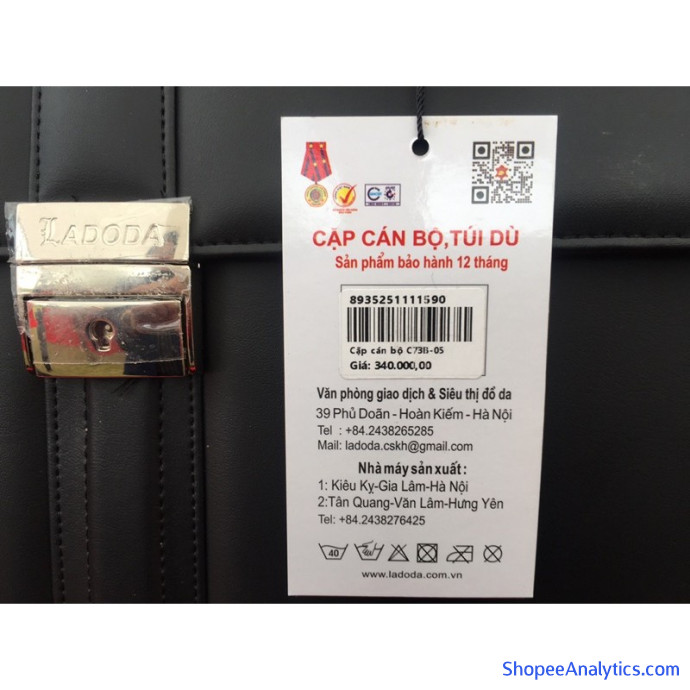 LADODA
CẶP CÁN BỘ,TÚI DÙ
Sản phẩm bảo hành 12 tháng
8935251111590
Cặp cán bộ C73B-05
Giá: 340.000,00
Văn phòng giao dịch & Siêu thị đồ da
39 Phủ Doãn - Hoàn Kiếm - Hà Nội
Tel : +84.2438265285
Mail: ladoda.cskh@gmail.com
Nhà máy sản xuất :
1: Kiêu Kỵ-Gia Lâm-Hà Nội
2:Tân Quang-Văn Lâm-Hưng Yên
Tel: +84.2438276425
40
www.ladoda.com.vn
ShopeeAnalytics.com